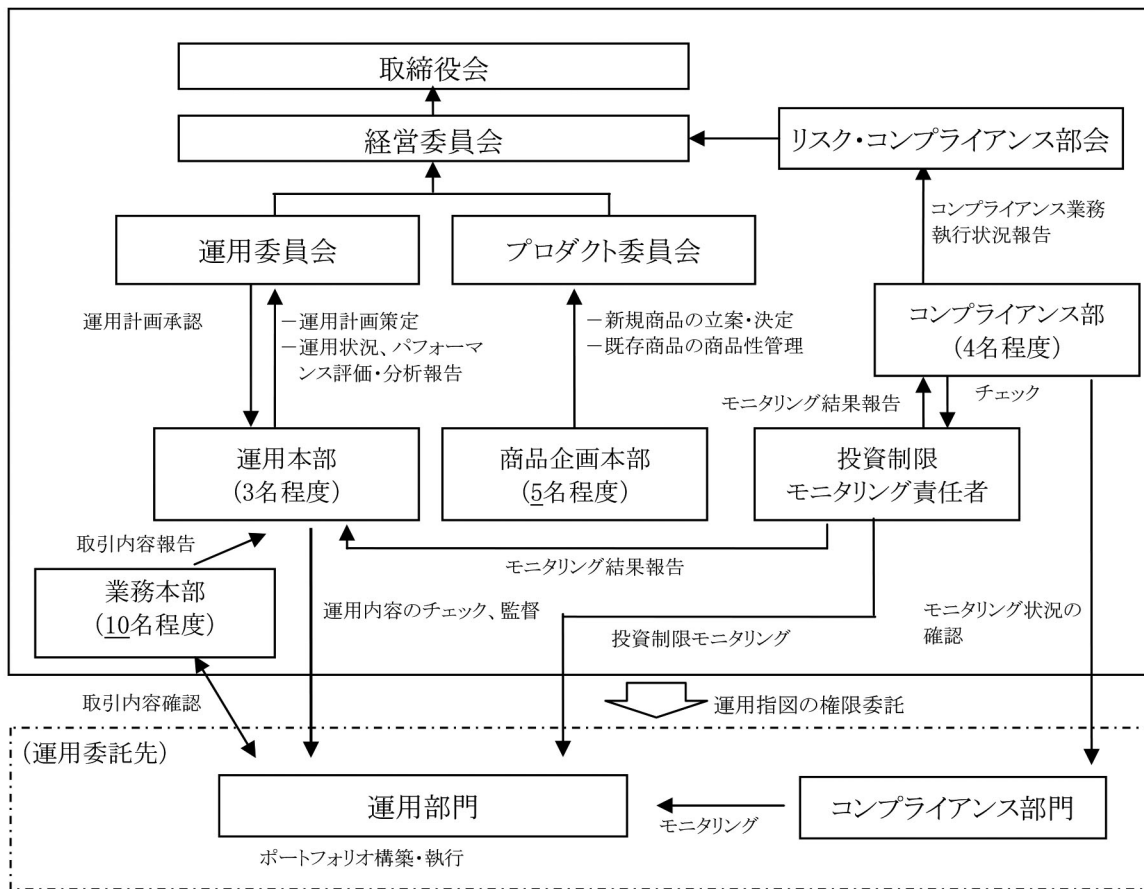 取締役会
経営委員会
リスク・コンプライアンス部会
運用委員会
プロダクト委員会
コンプライアンス業務
執行状況報告
運用計画承認
－運用計画策定
－運用状況、パフォーマ
ンス評価・分析報告
－新規商品の立案・決定
－既存商品の商品性管理
コンプライアンス部
(4名程度)
モニタリング結果報告
チェック
運用本部
(3名程度)
商品企画本部
(5名程度)
投資制限
モニタリング責任者
取引内容報告
モニタリング結果報告
業務本部
(10名程度)
運用内容のチェック、監督
投資制限モニタリング
モニタリング状況の
確認
取引内容確認
運用指図の権限委託
(運用委託先)
運用部門
モニタリング
コンプライアンス部門
ポートフォリオ構築・執行